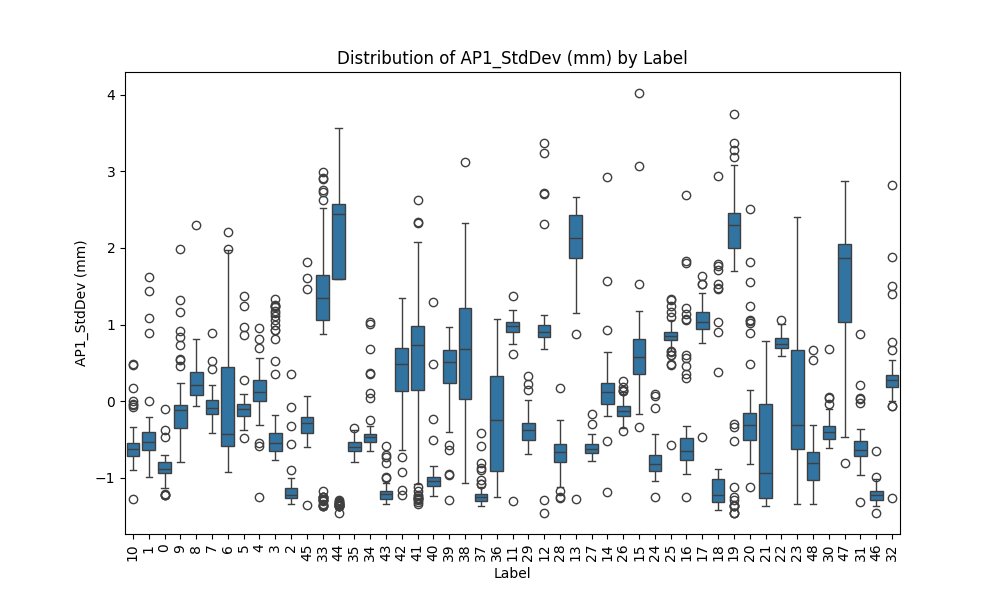 Distribution of AP1_StdDev (mm) by Label
AP1_StdDev (mm)
4
3
2
1
0
−1
10 1 0 9 8 7 6 5 4 3 2 45 33 44 35 34 43 42 41 40 39 38 37 36 11 29 12 28 13 27 14 26 15 24 25 16 17 18 19 20 21 22 23 48 30 47 31 46 32
Label